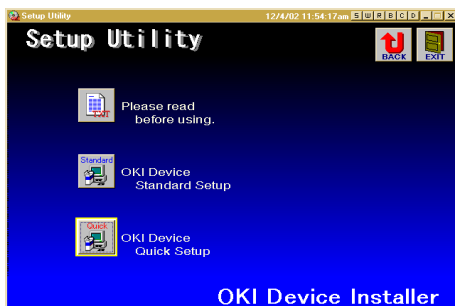 Setup Utility
12/4/02 11:54:17am S W R B C D
Setup Utility
BACK
EXIT
TXT
Please read
before using.
Standard
OKI Device
Standard Setup
Quick
OKI Device
Quick Setup
OKI Device Installer